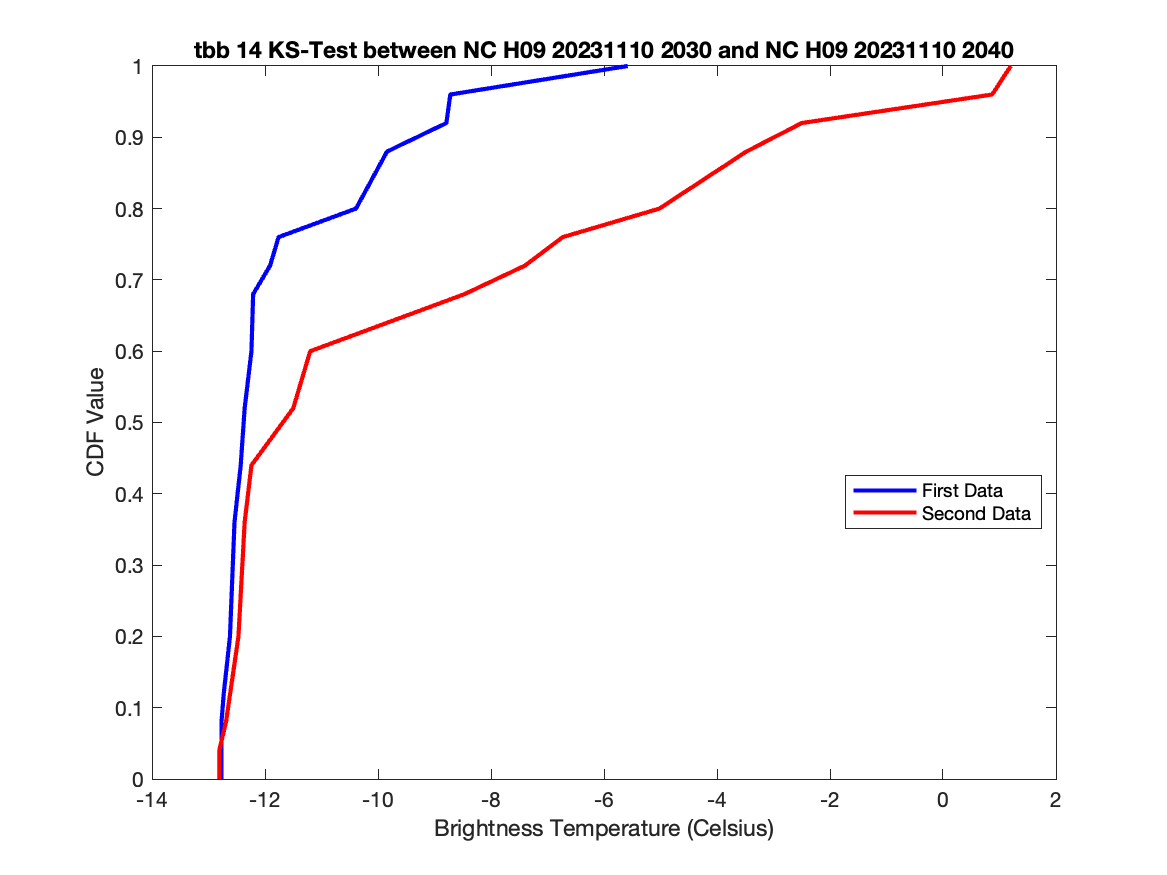 tbb 14 KS-Test between NC H09 20231110 2030 and NC H09 20231110 2040
1
0.9
0.8
0.7
0.6
0.5
0.4
0.3
0.2
0.1
0
CDF Value
First Data
Second Data
-14 -12 -10 -8 -6 -4 -2 0 2
Brightness Temperature (Celsius)